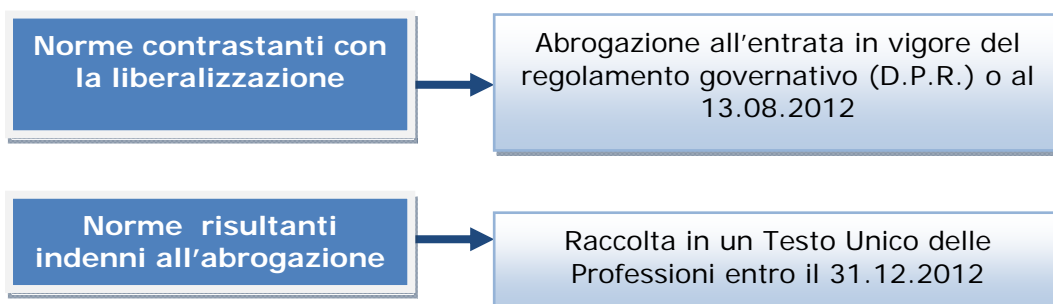 Norme contrastanti con
la liberalizzazione
Abrogazione all'entrata in vigore del
regolamento governativo (D.P.R.) o al
13.08.2012
Norme risultanti
indenni all'abrogazione
Raccolta in un Testo Unico delle
Professioni entro il 31.12.2012